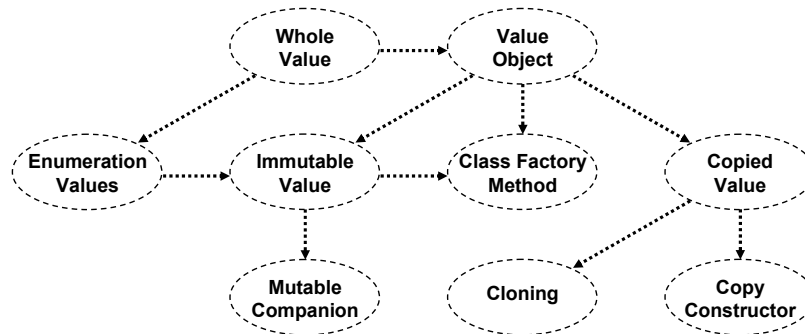 Whole
Value
Value
Object
Enumeration
Values
Immutable
Value
Class Factory
Method
Copied
Value
Mutable
Companion
Cloning
Copy
Constructor